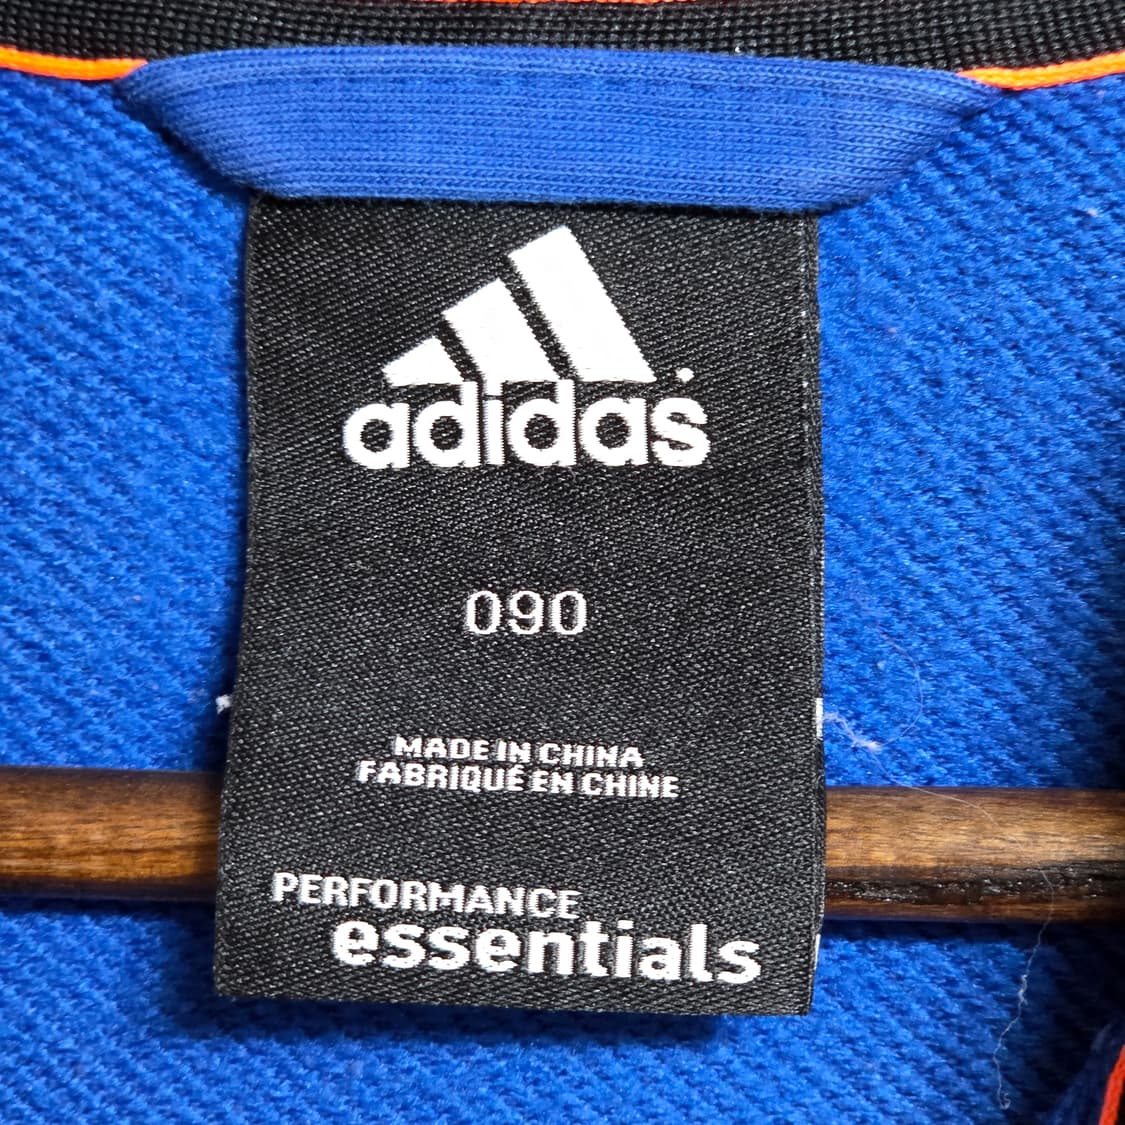 adidas
090
MADE IN CHINA
FABRIQUÉ EN CHINE
PERFORMANCE
essentials